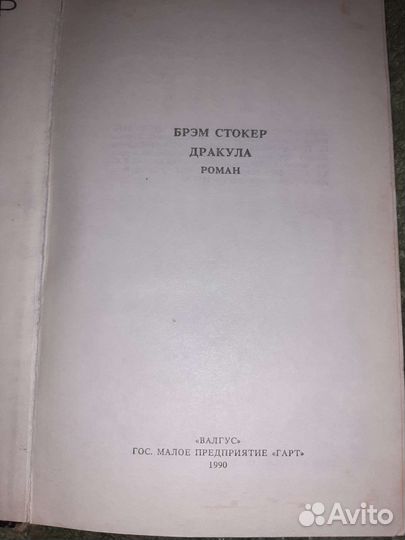 БРЭМ СТОКЕР
ДРАКУЛА
РОМАН
«ВАЛГУС»
ГОС. МАЛОЕ ПРЕДПРИЯТИЕ «ГАРТ»
1990
Avito